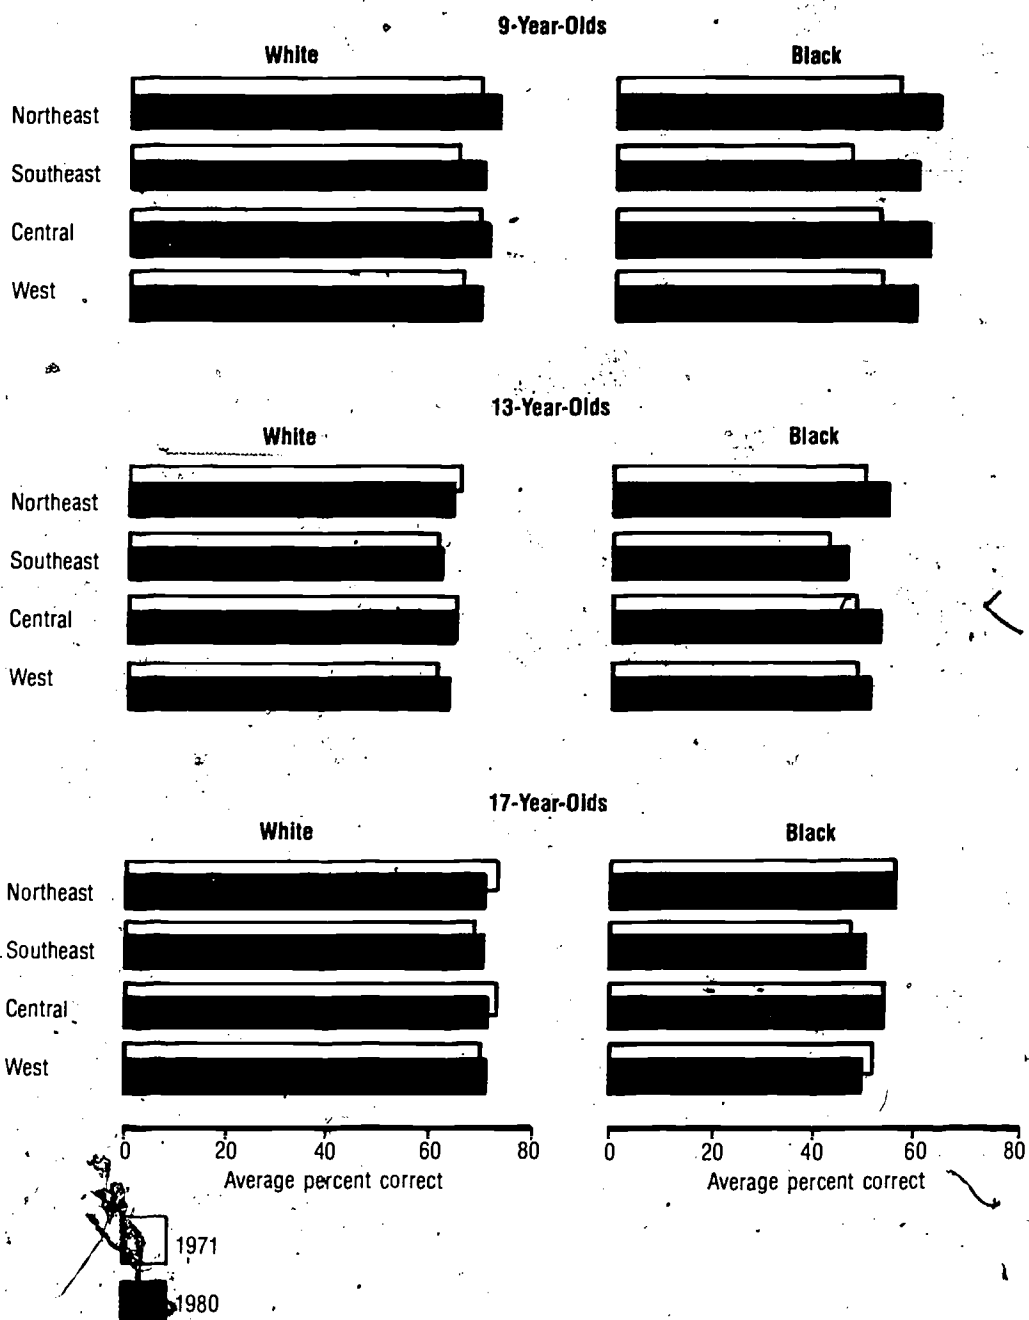 9-Year-Olds
White Black
Northeast
Southeast
Central
West
13-Year-Olds
White Black
Northeast
Southeast
Central
West
17-Year-Olds
White Black
Northeast
Southeast
Central
West
0 20 40 60 80 0 20 40 60 80
Average percent correct Average percent correct
1971
1980